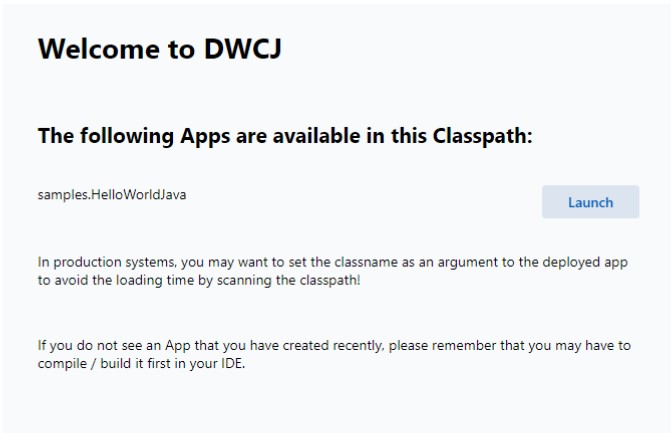 Welcome to DWCJ
The following Apps are available in this Classpath:
samples.HelloWorldJava
Launch
In production systems, you may want to set the classname as an argument to the deployed app
to avoid the loading time by scanning the classpath!
If you do not see an App that you have created recently, please remember that you may have to
compile / build it first in your IDE.